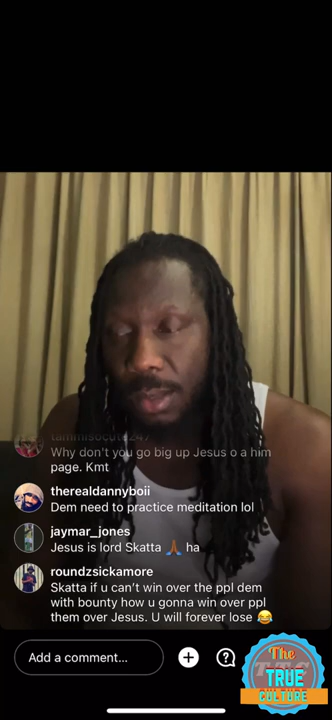 tammisocute247
Why don't you go big up Jesus o a him
page. Kmt
therealdannyboii
Dem need to practice meditation lol
jaymar_jones
Jesus is lord Skatta 🙏🏾 ha
roundzsickamore
Skatta if u can't win over the ppl dem
with bounty how u gonna win over ppl
them over Jesus. U will forever lose 😂
Add a comment...
The
TRUE
CULTURE